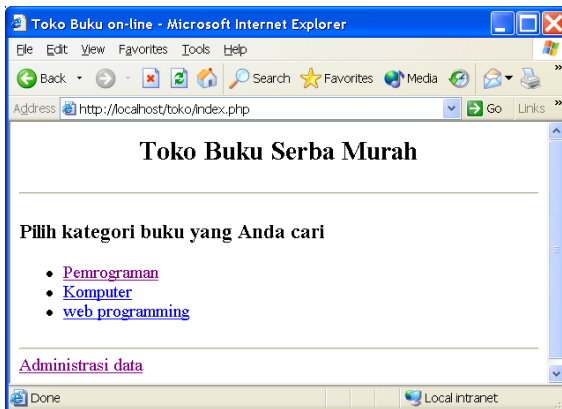 Toko Buku on-line - Microsoft Internet Explorer
File Edit View Favorites Tools Help
Back Search Favorites Media »
Address http://localhost/toko/index.php Go Links »
Toko Buku Serba Murah
Pilih kategori buku yang Anda cari
Pemrograman
Komputer
web programming
Administrasi data
Done Local intranet